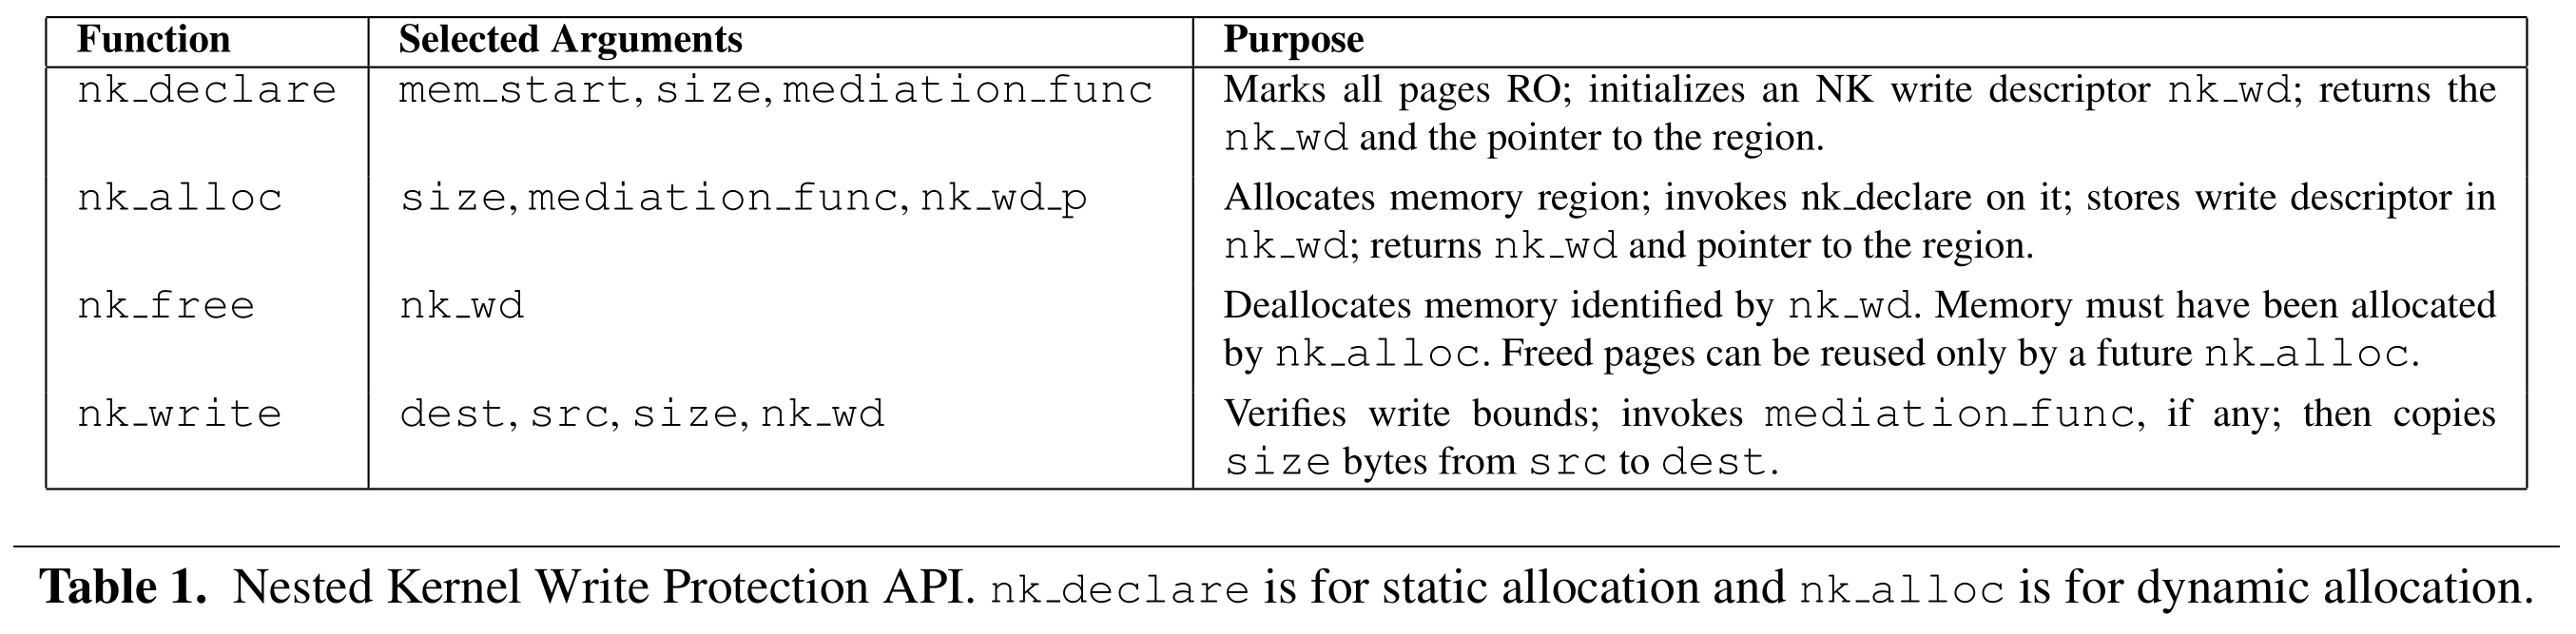 Function Selected Arguments Purpose
nk_declare mem_start, size, mediation_func Marks all pages RO; initializes an NK write descriptor nk_wd; returns the
nk_wd and the pointer to the region.
nk_alloc size, mediation_func, nk_wd_p Allocates memory region; invokes nk_declare on it; stores write descriptor in
nk_wd; returns nk_wd and pointer to the region.
nk_free nk_wd Deallocates memory identified by nk_wd. Memory must have been allocated
by nk_alloc. Freed pages can be reused only by a future nk_alloc.
nk_write dest, src, size, nk_wd Verifies write bounds; invokes mediation_func, if any; then copies
size bytes from src to dest.
Table 1. Nested Kernel Write Protection API. nk_declare is for static allocation and nk_alloc is for dynamic allocation.